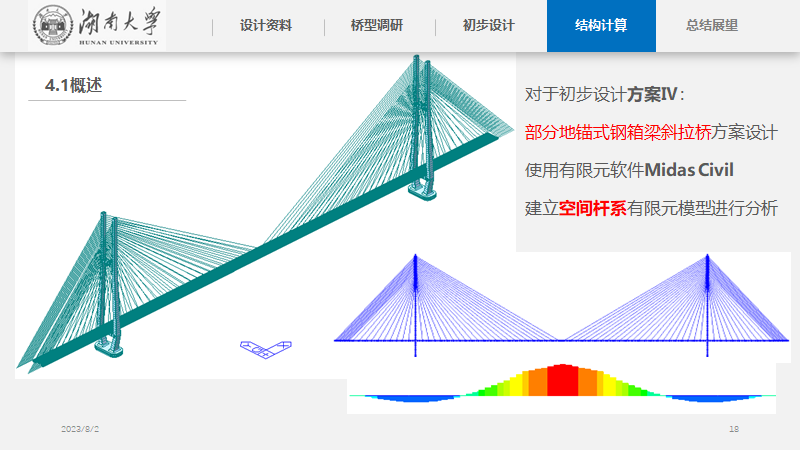 湖南大学
HUNAN UNIVERSITY
设计资料
桥型调研
初步设计
结构计算
总结展望
4.1概述
对于初步设计方案Ⅳ：
部分地锚式钢箱梁斜拉桥方案设计
使用有限元软件Midas Civil
建立空间杆系有限元模型进行分析
2023/8/2
18